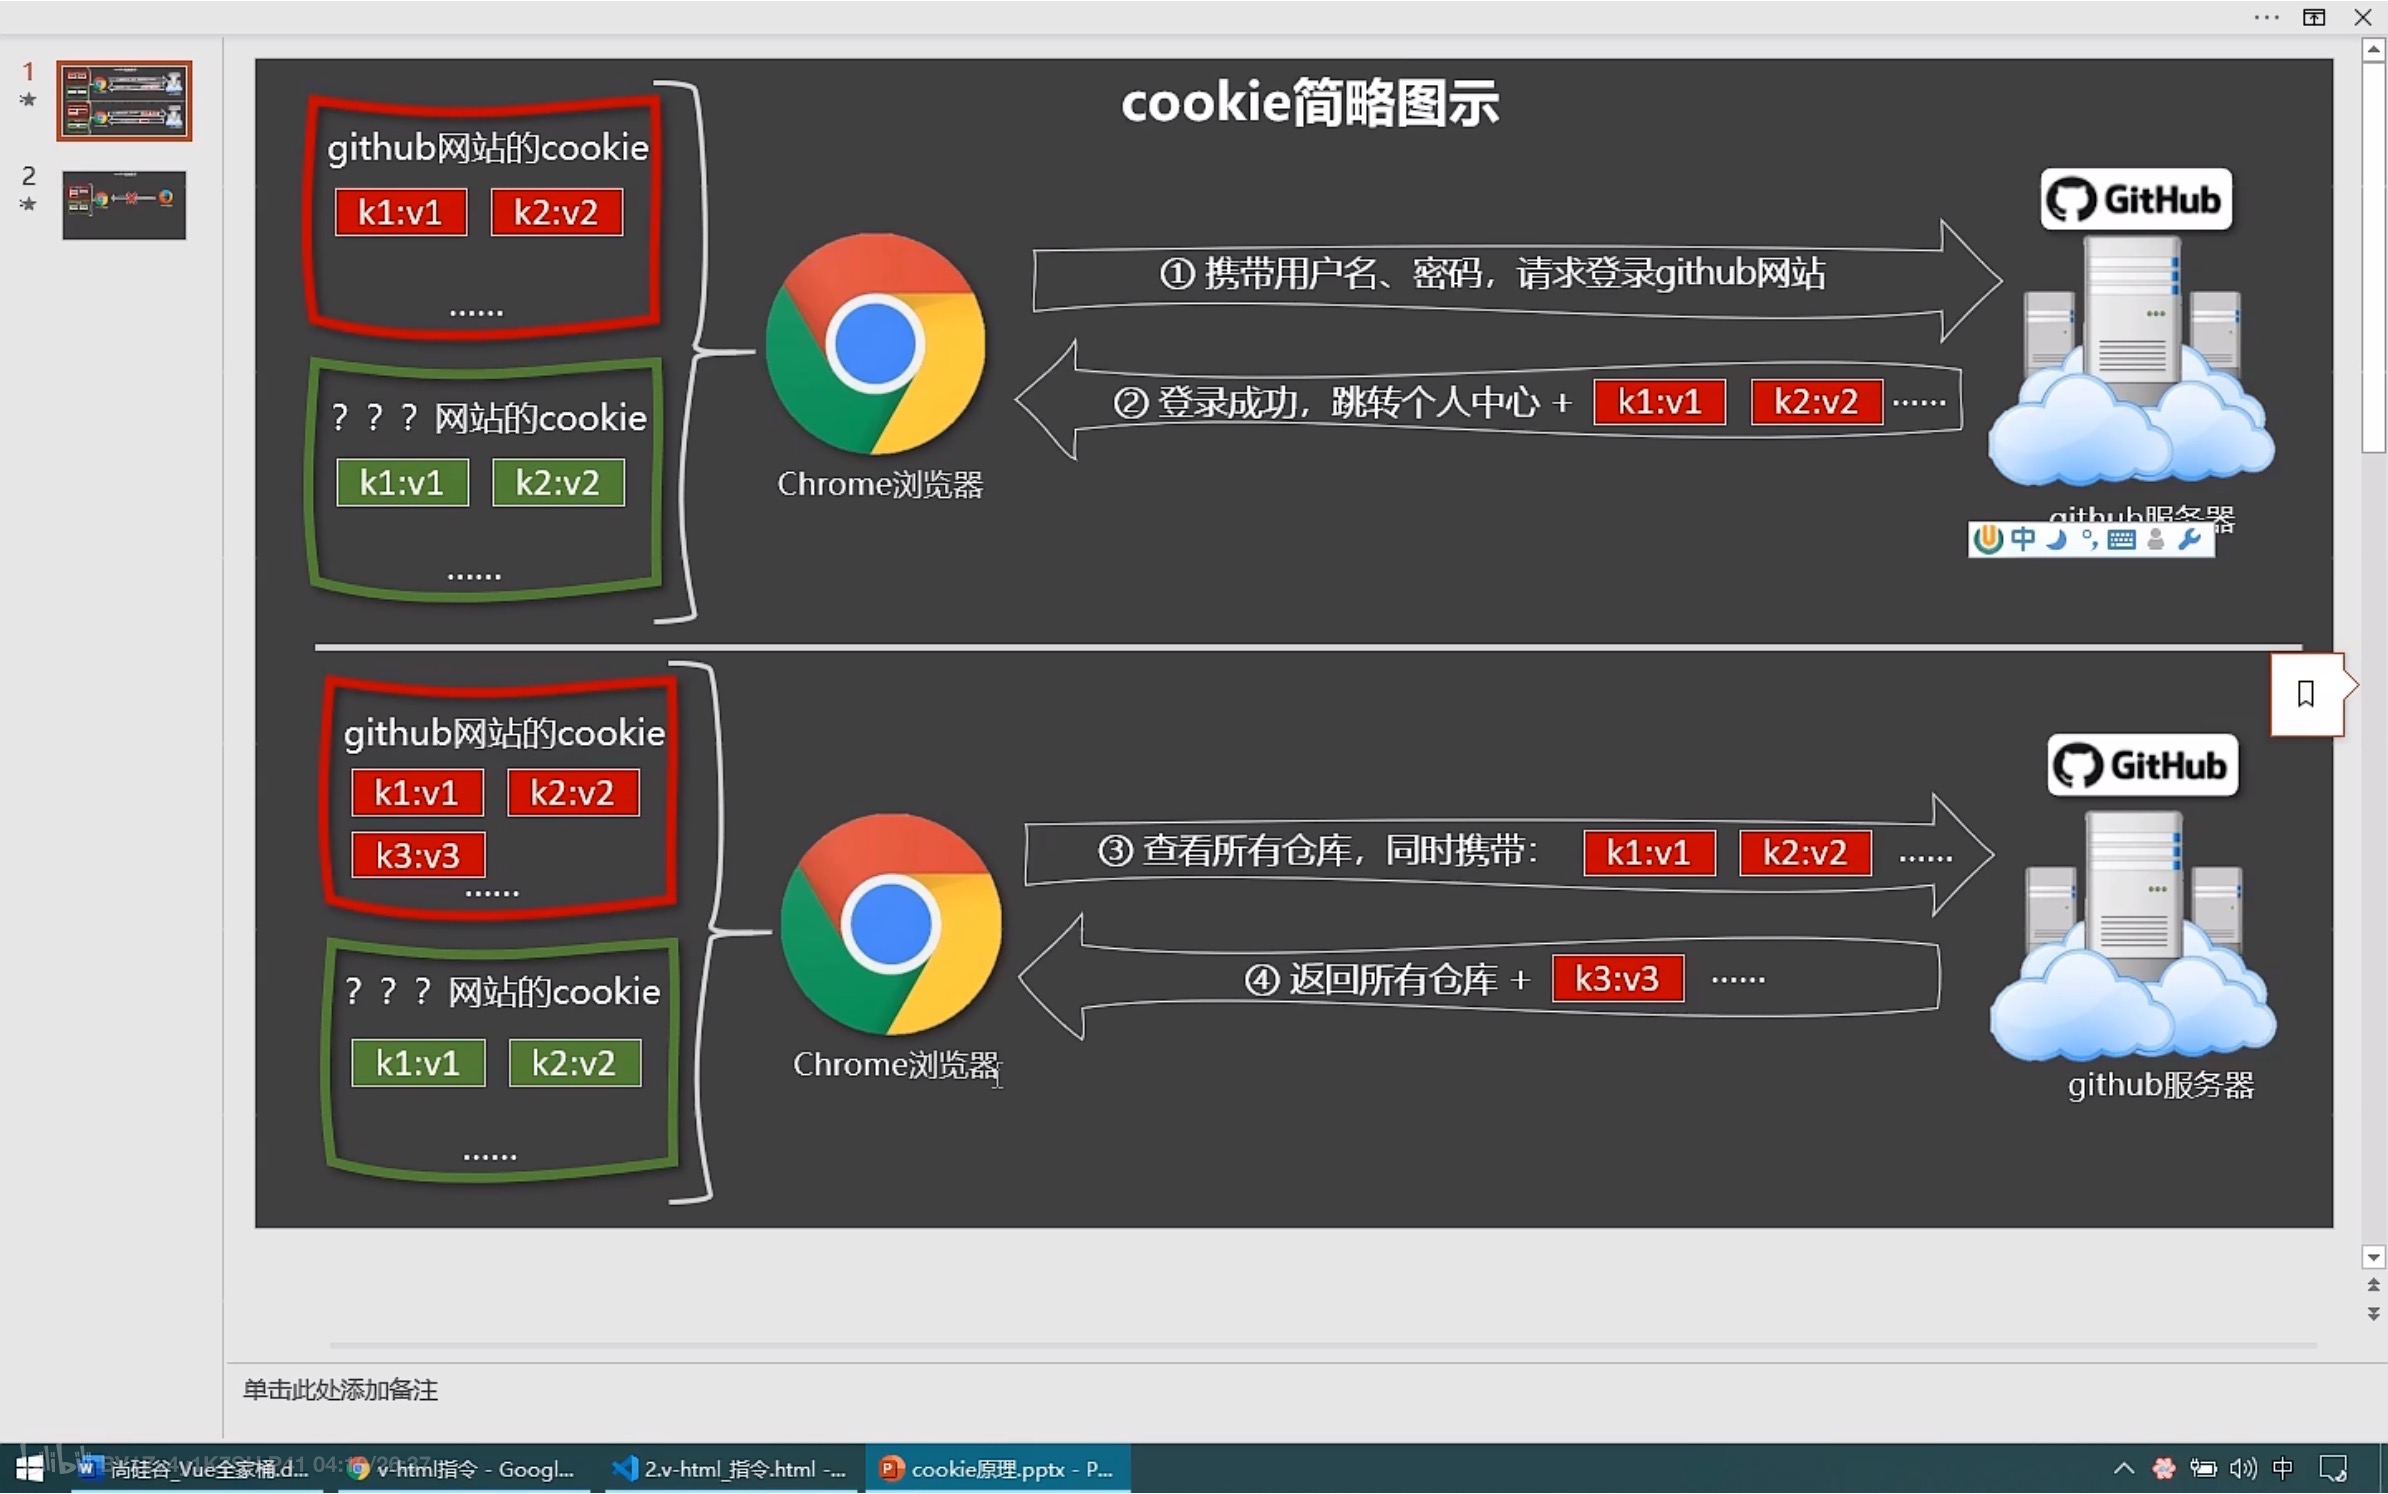 1
2
cookie简略图示
github网站的cookie
k1:v1 k2:v2
......
？？？网站的cookie
k1:v1 k2:v2
......
Chrome浏览器
① 携带用户名、密码，请求登录github网站
② 登录成功，跳转个人中心 + k1:v1 k2:v2 ......
GitHub
github服务器
中
github网站的cookie
k1:v1 k2:v2
k3:v3
......
？？？网站的cookie
k1:v1 k2:v2
......
Chrome浏览器
③ 查看所有仓库，同时携带： k1:v1 k2:v2 ......
④ 返回所有仓库 + k3:v3 ......
GitHub
github服务器
单击此处添加备注
尚硅谷_Vue全家桶.d...
v-html指令 - Googl...
2.v-html_指令.html -...
cookie原理.pptx - P...
中